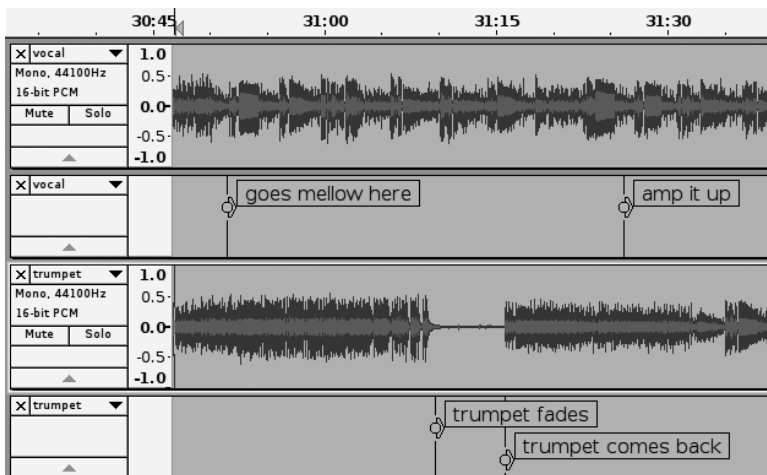 30:45 31:00 31:15 31:30
× vocal ▼ 1.0
Mono, 44100Hz 0.5-
16-bit PCM 0.0-
Mute Solo
-0.5-
-1.0
× vocal ▼ goes mellow here amp it up
× trumpet ▼ 1.0
Mono, 44100Hz 0.5-
16-bit PCM 0.0-
Mute Solo
-0.5-
-1.0
× trumpet ▼ trumpet fades
trumpet comes back